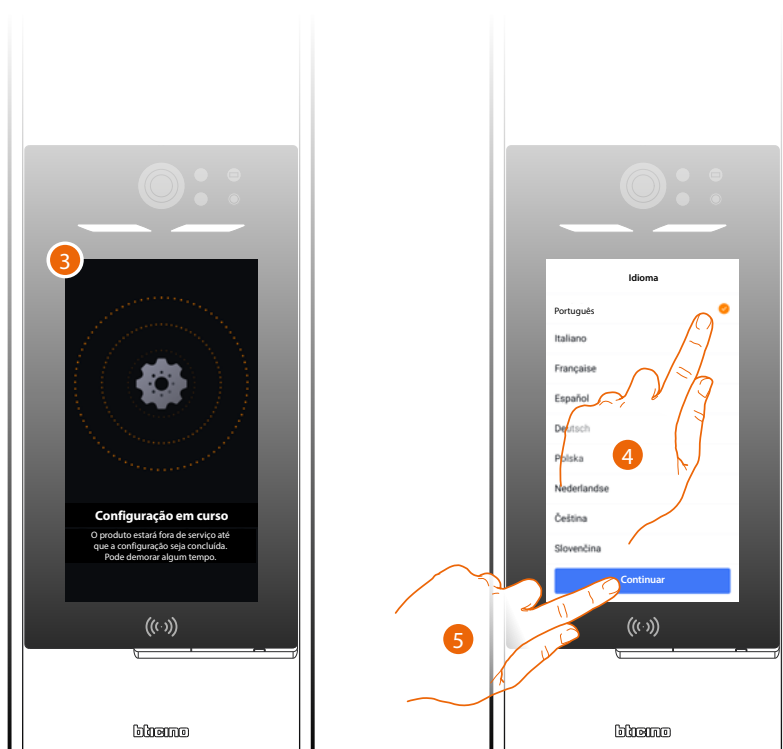 3
Configuração em curso
O produto estará fora de serviço até
que a configuração seja concluída.
Pode demorar algum tempo.
bticino
Idioma
Português
Italiano
Française
Español
Deutsch
Polska
Nederlandse
Čeština
Slovenčina
Continuar
4
5
bticino